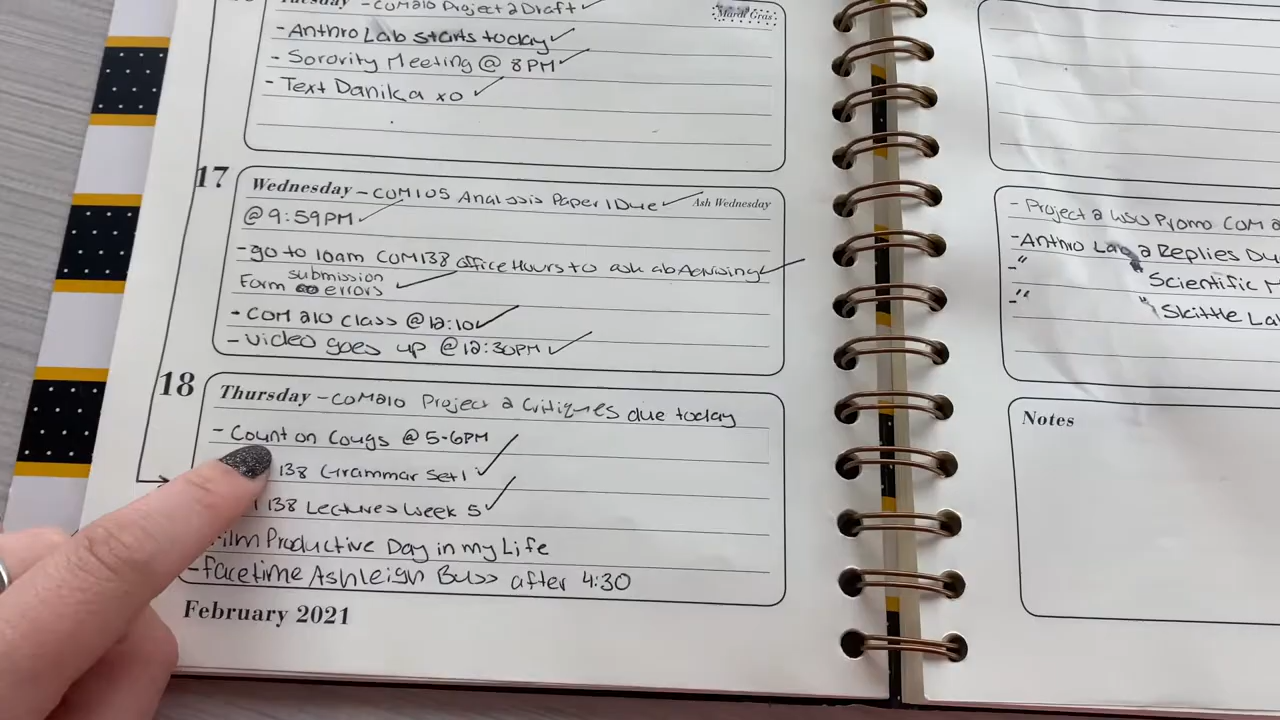 Tuesday - COM210 Project 2 Draft
Mardi Gras
- Anthro Lab starts today
- Sorority Meeting @ 8PM
- Text Danika xo
17
Wednesday - COM105 Analysis Paper 1 Due
Ash Wednesday
@ 9:59PM
- go to 10am COM138 office Hours to ask ab Advising
submission
Form errors
- COM 210 class @ 12:10
- video goes up @ 12:30PM
18
Thursday - COM210 Project 2 Critiques due today
- Count on Cougs @ 5-6PM
138 Grammar Set 1
138 Lectures Week 5
Film Productive Day in my Life
- facetime Ashleigh Buss after 4:30
February 2021
- Project 2 WSU Promo COM 2
- Anthro Lab 2 Replies Du
- " Scientific M
- " Skittle La
Notes